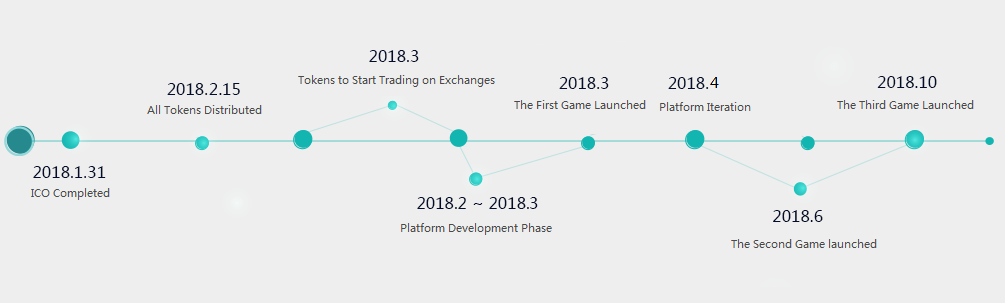 2018.1.31
ICO Completed
2018.2.15
All Tokens Distributed
2018.3
Tokens to Start Trading on Exchanges
2018.2 ~ 2018.3
Platform Development Phase
2018.3
The First Game Launched
2018.4
Platform Iteration
2018.6
The Second Game launched
2018.10
The Third Game Launched